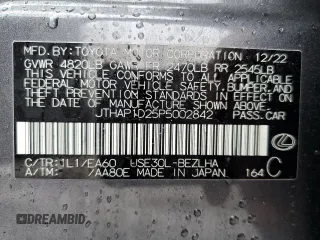 MFD.BY:TOYOTA MOTOR CORPORATION 12/22
GVWR 4820LB GAWR FR 2470LB RR 2545LB
THIS VEHICLE CONFORMS TO ALL APPLICABLE
FEDERAL MOTOR VEHICLE SAFETY, BUMPER, AND
THEFT PREVENTION STANDARDS IN EFFECT ON
THE DATE OF MANUFACTURE SHOWN ABOVE.
JTHAP1D25P5002842 PASS.CAR
C/TR:1L1/EA60 USE30L-BEZLHA
A/TM: /AA80E MADE IN JAPAN 164 C
AUTOBIDMASTER